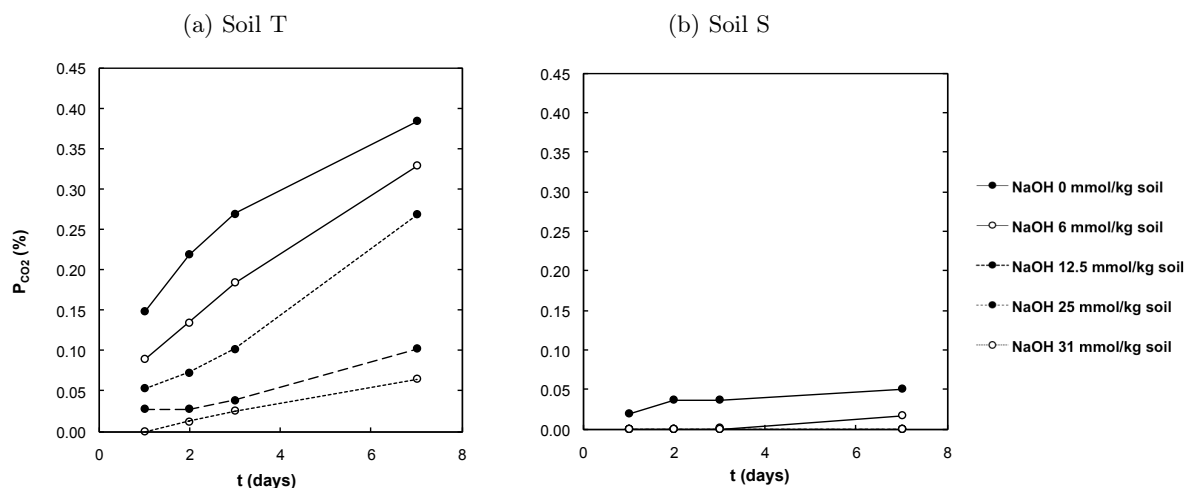 (a) Soil T
0.45
0.40
0.35
0.30
0.25
0.20
0.15
0.10
0.05
0.00
0 2 4 6 8
P_CO2 (%)
t (days)
(b) Soil S
0.45
0.40
0.35
0.30
0.25
0.20
0.15
0.10
0.05
0.00
0 2 4 6 8
t (days)
NaOH 0 mmol/kg soil
NaOH 6 mmol/kg soil
NaOH 12.5 mmol/kg soil
NaOH 25 mmol/kg soil
NaOH 31 mmol/kg soil